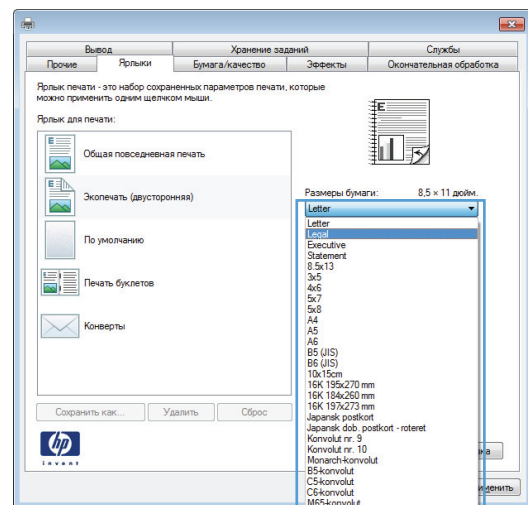 Вывод
Хранение заданий
Службы
Прочие
Ярлыки
Бумага/качество
Эффекты
Окончательная обработка
Ярлык печати - это набор сохраненных параметров печати, которые
можно применить одним щелчком мыши.
Ярлык для печати:
Общая повседневная печать
Экопечать (двусторонняя)
По умолчанию
Печать буклетов
Конверты
Сохранить как...
Удалить
Сброс
hp
invent
Размеры бумаги:
8,5 × 11 дюйм.
Letter
Letter
Legal
Executive
Statement
8.5x13
3x5
4x6
5x7
5x8
A4
A5
A6
B5 (JIS)
B6 (JIS)
10x15cm
16K 195x270 mm
16K 184x260 mm
16K 197x273 mm
Japansk postkort
Japansk dob. postkort - roteret
Konvolut nr. 9
Konvolut nr. 10
Monarch-konvolut
B5-konvolut
C5-konvolut
C6-konvolut
M65-konvolut